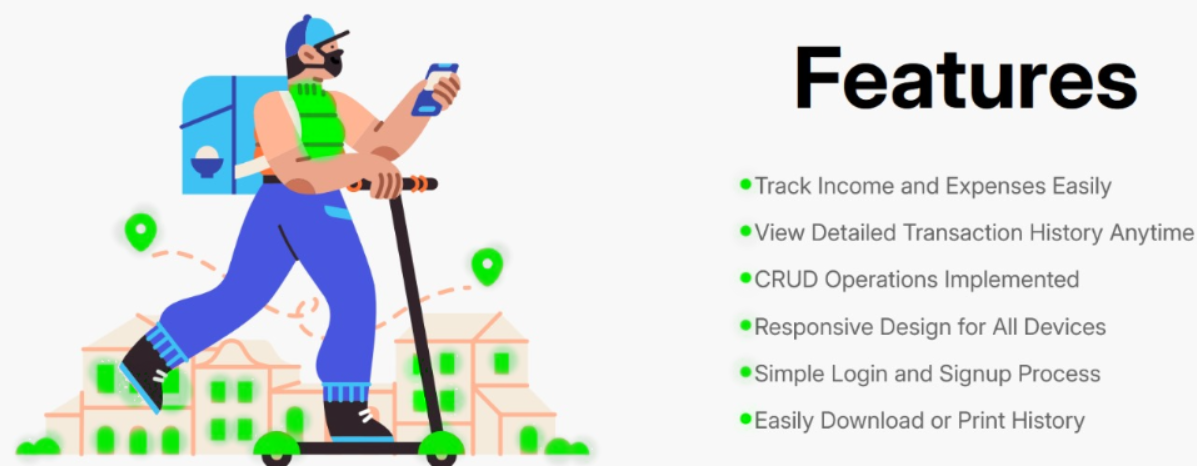 Features
Track Income and Expenses Easily
View Detailed Transaction History Anytime
CRUD Operations Implemented
Responsive Design for All Devices
Simple Login and Signup Process
Easily Download or Print History